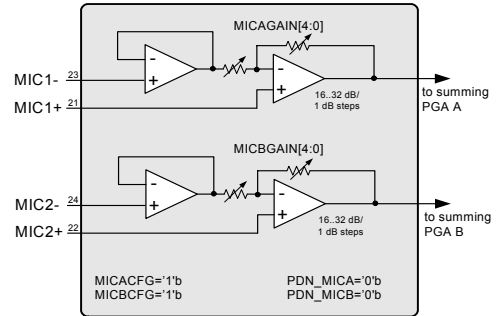 MICAGAIN[4:0]
-
+
-
+
MIC1- 23
MIC1+ 21
16..32 dB/
1 dB steps
to summing
PGA A
MICBGAIN[4:0]
-
+
-
+
MIC2- 24
MIC2+ 22
16..32 dB/
1 dB steps
to summing
PGA B
MICACFG='1'b
MICBCFG='1'b
PDN_MICA='0'b
PDN_MICB='0'b